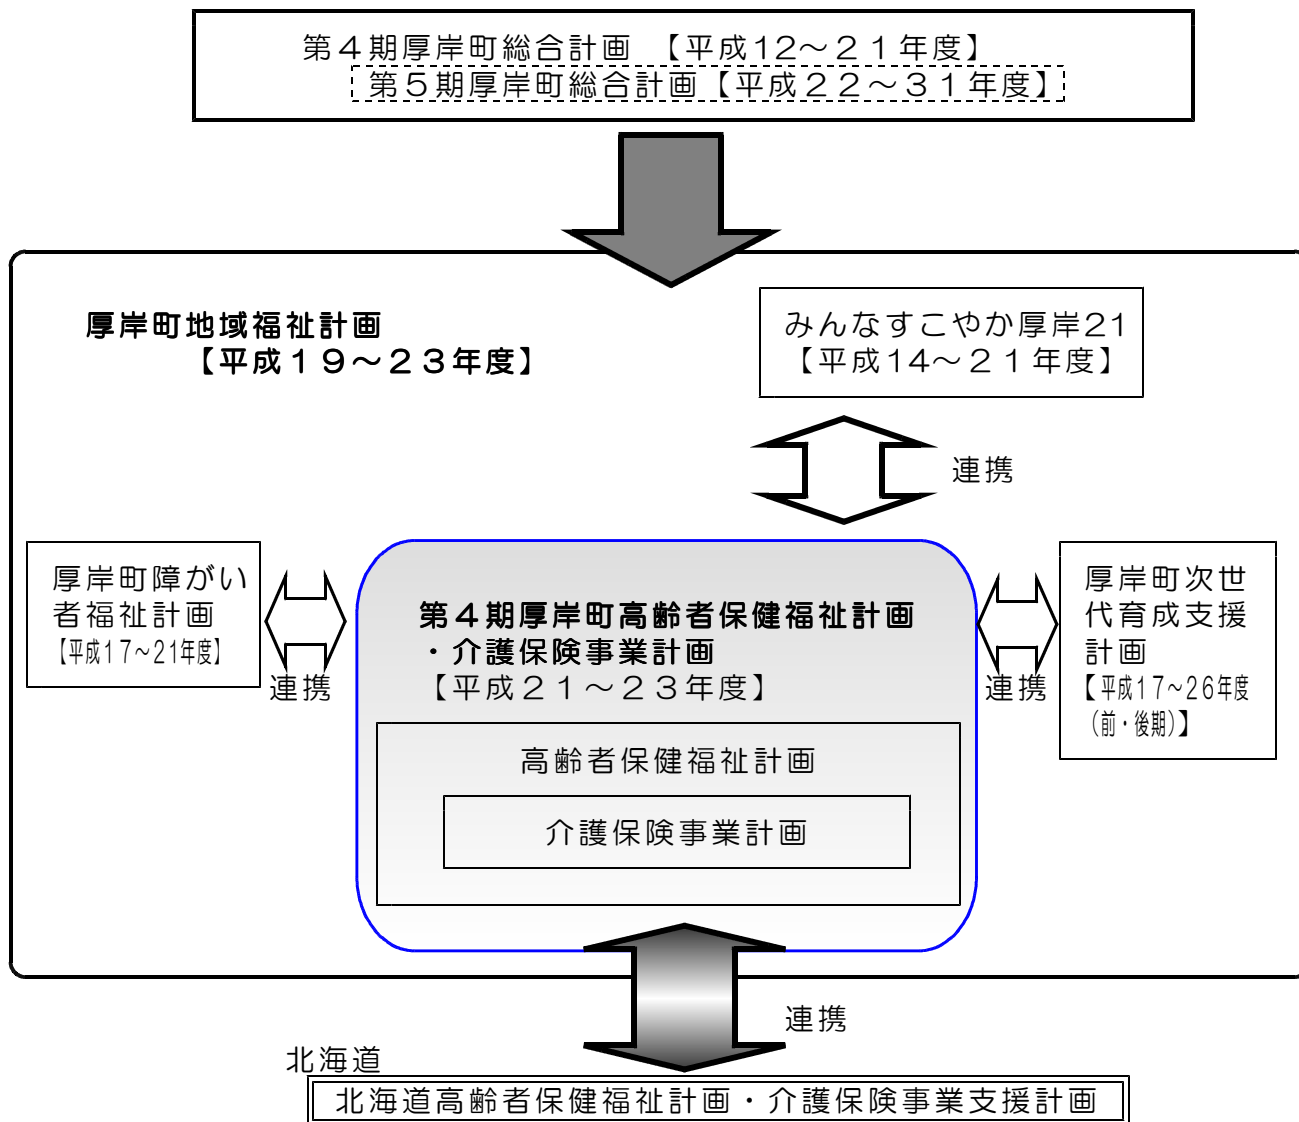 第４期厚岸町総合計画　【平成12～２１年度】
第５期厚岸町総合計画【平成２２～３１年度】
厚岸町地域福祉計画
【平成１９～２３年度】
みんなすこやか厚岸21
【平成14～２１年度】
連携
厚岸町障がい
者福祉計画
【平成１７～２１年度】
連携
第４期厚岸町高齢者保健福祉計画
・介護保険事業計画
【平成２１～２３年度】
厚岸町次世
代育成支援
計画
【平成１７～２６年度
（前・後期）】
連携
高齢者保健福祉計画
介護保険事業計画
連携
北海道
北海道高齢者保健福祉計画・介護保険事業支援計画